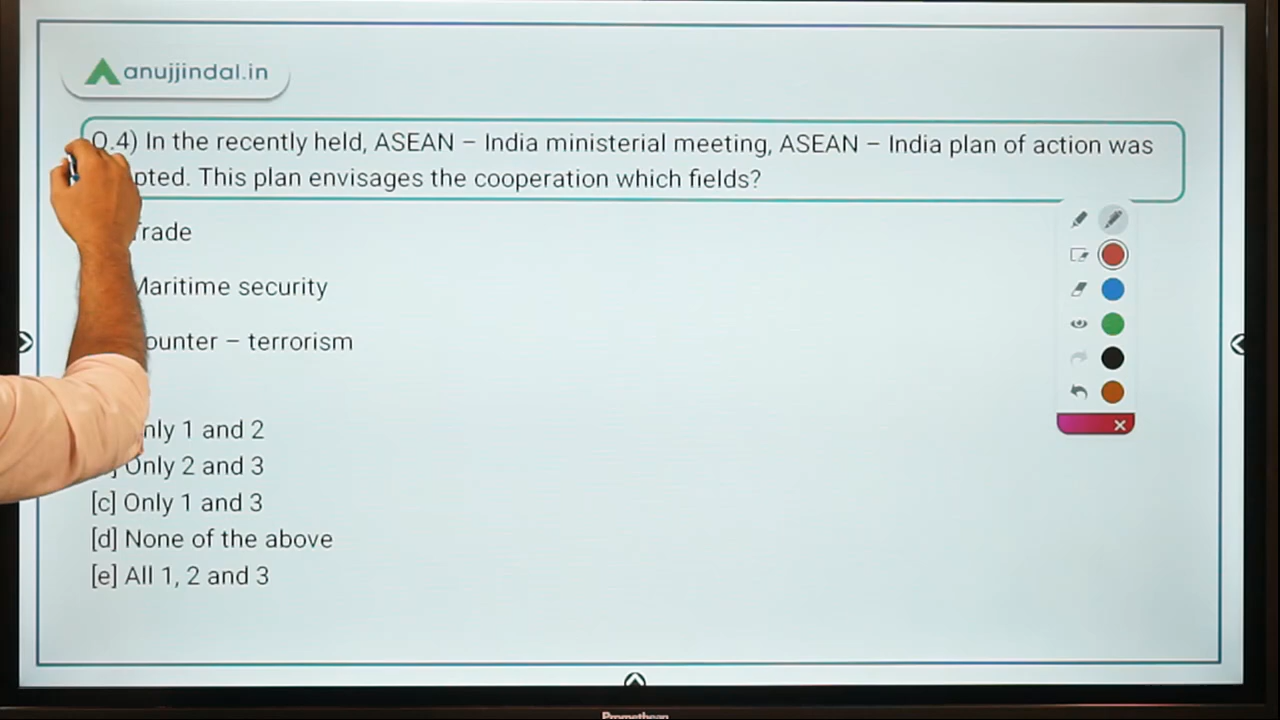 anujjindal.in
Q.4) In the recently held, ASEAN – India ministerial meeting, ASEAN – India plan of action was
pted. This plan envisages the cooperation which fields?
Trade
Maritime security
ounter – terrorism
nly 1 and 2
] Only 2 and 3
[c] Only 1 and 3
[d] None of the above
[e] All 1, 2 and 3
Promethean